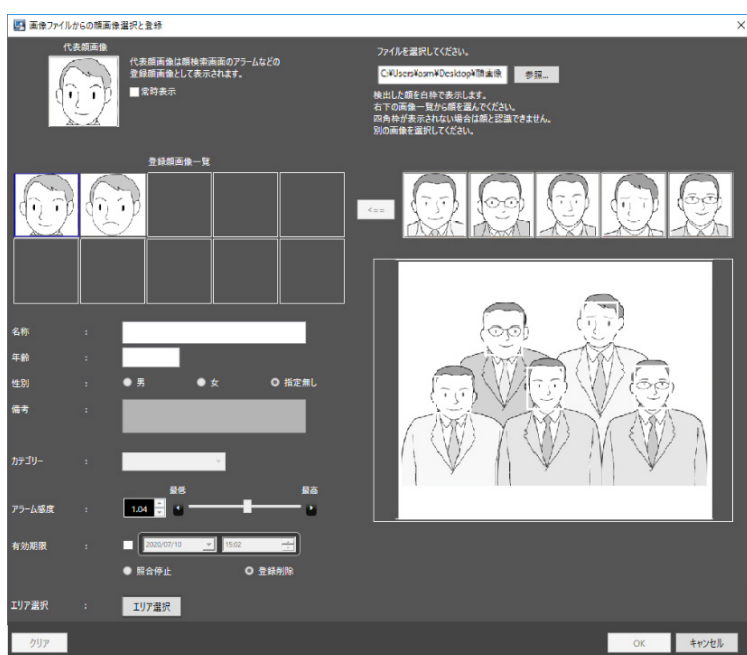 画像ファイルからの顔画像選択と登録
代表顔画像
代表顔画像は顔検索画面のアラームなどの
登録顔画像として表示されます。
常時表示
ファイルを選択してください。
C:¥Users¥asm¥Desktop¥顔画像
参照...
検出した顔を白枠で表示します。
右下の画像一覧から顔を選んでください。
四角枠が表示されない場合は顔と認識できません。
別の画像を選択してください。
登録顔画像一覧
<==
名称 :
年齢 :
性別 : 男 女 指定無し
備考 :
カテゴリー :
最低 最高
アラーム感度 : 1.04
有効期限 : 2020/07/10 15:02
照合停止 登録削除
エリア選択 : エリア選択
クリア
OK
キャンセル